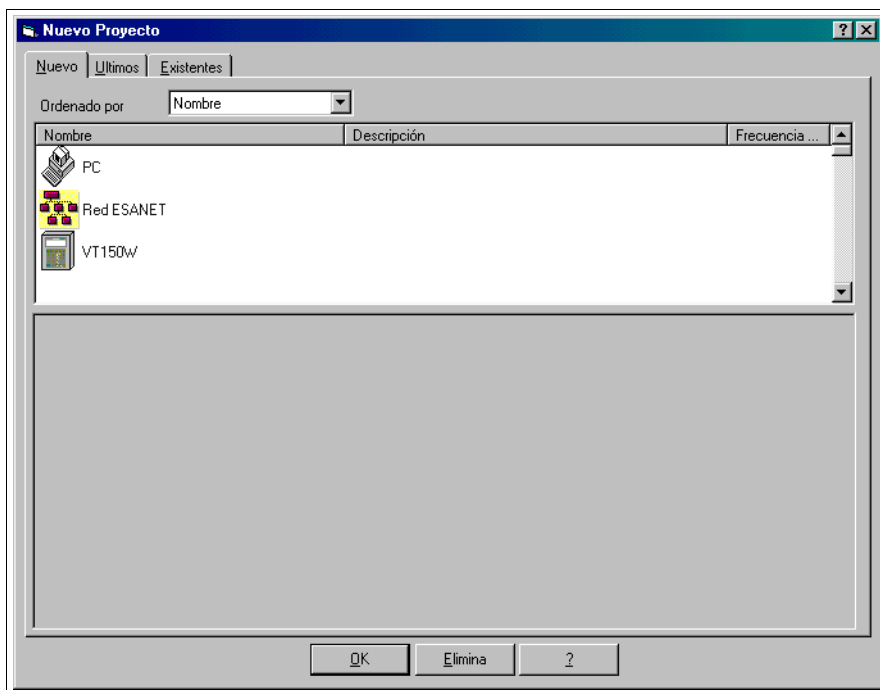 Nuevo Proyecto
Nuevo Ultimos Existentes
Ordenado por Nombre
Nombre Descripción Frecuencia ...
PC
Red ESANET
VT150W
OK Elimina ?